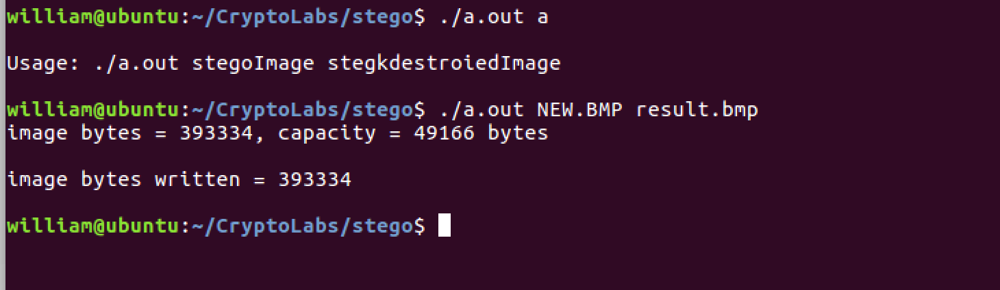 william@ubuntu:~/CryptoLabs/stego$ ./a.out a
Usage: ./a.out stegoImage stegkdestroiedImage
william@ubuntu:~/CryptoLabs/stego$ ./a.out NEW.BMP result.bmp
image bytes = 393334, capacity = 49166 bytes
image bytes written = 393334
william@ubuntu:~/CryptoLabs/stego$